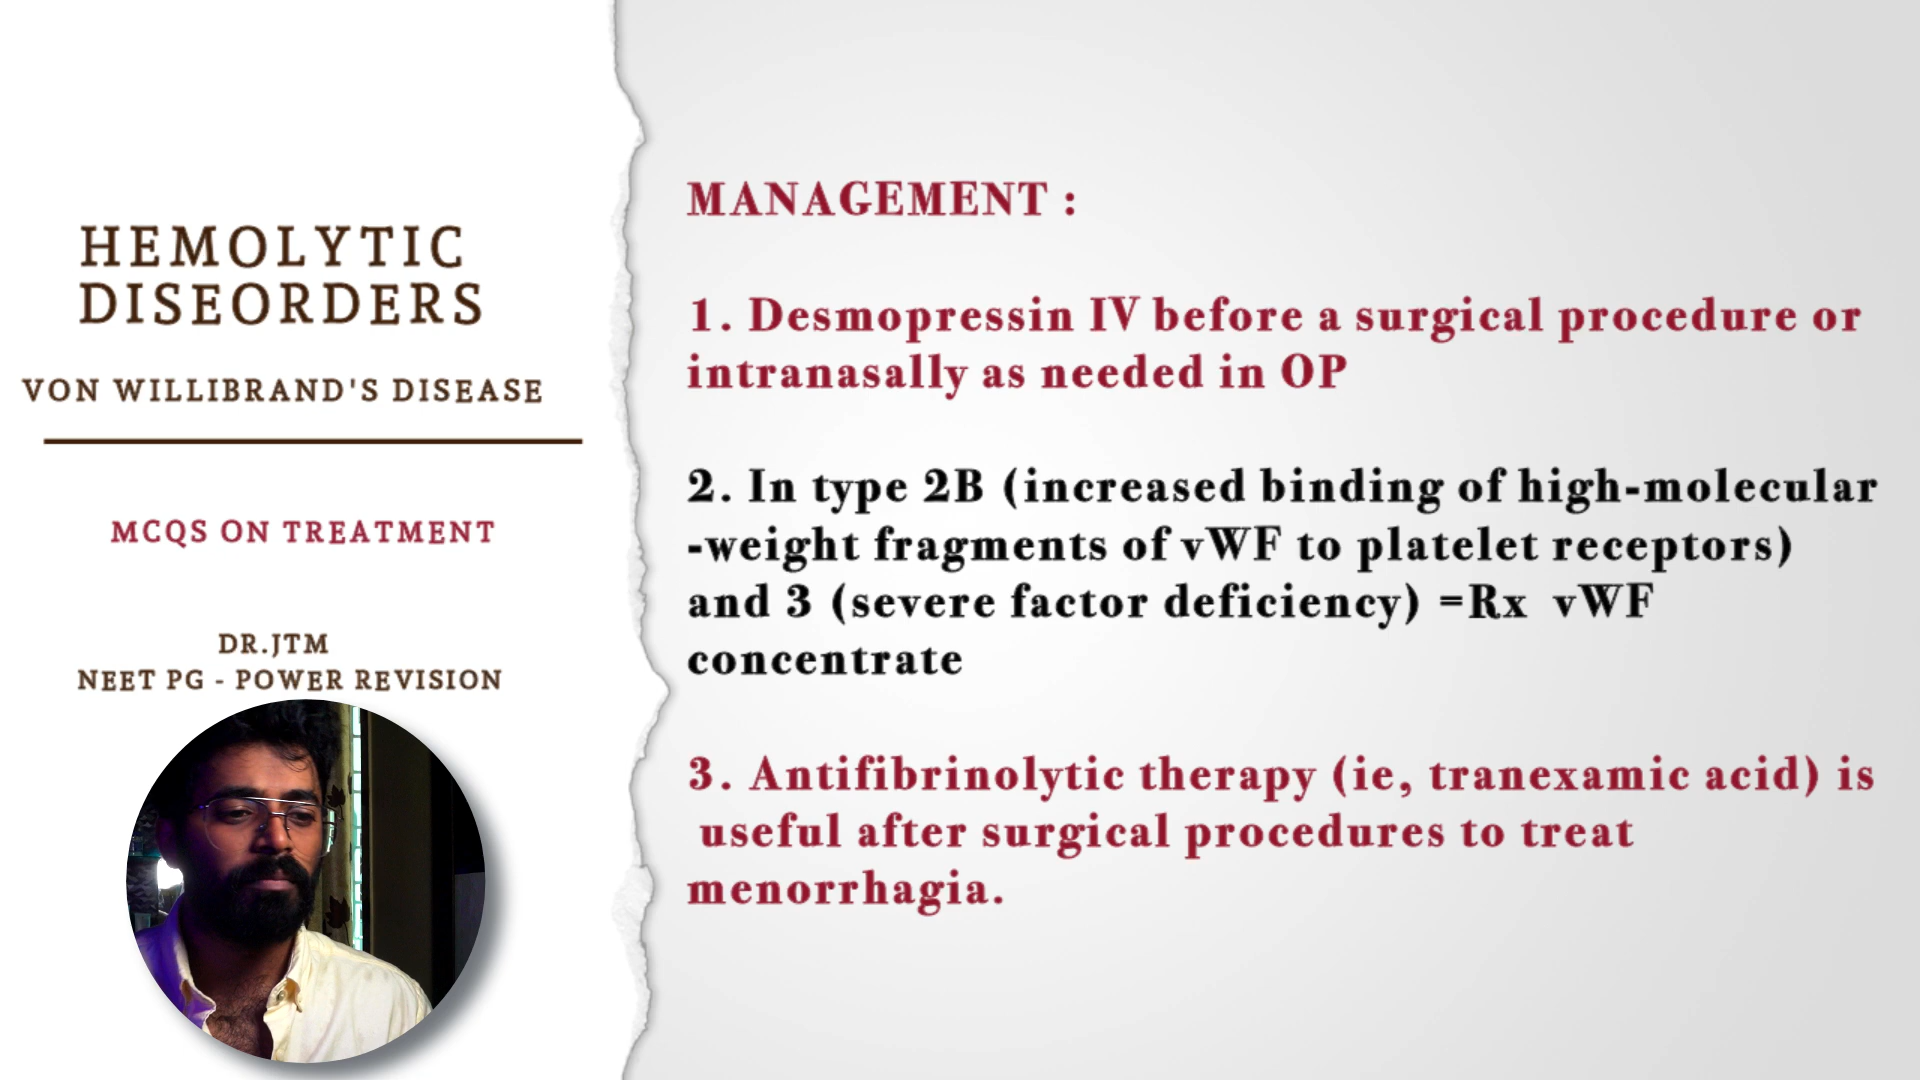 HEMOLYTIC
DISEORDERS
VON WILLIBRAND'S DISEASE
MCQS ON TREATMENT
DR.JTM
NEET PG - POWER REVISION
MANAGEMENT :
1. Desmopressin IV before a surgical procedure or
intranasally as needed in OP
2. In type 2B (increased binding of high-molecular
-weight fragments of vWF to platelet receptors)
and 3 (severe factor deficiency) =Rx vWF
concentrate
3. Antifibrinolytic therapy (ie, tranexamic acid) is
useful after surgical procedures to treat
menorrhagia.